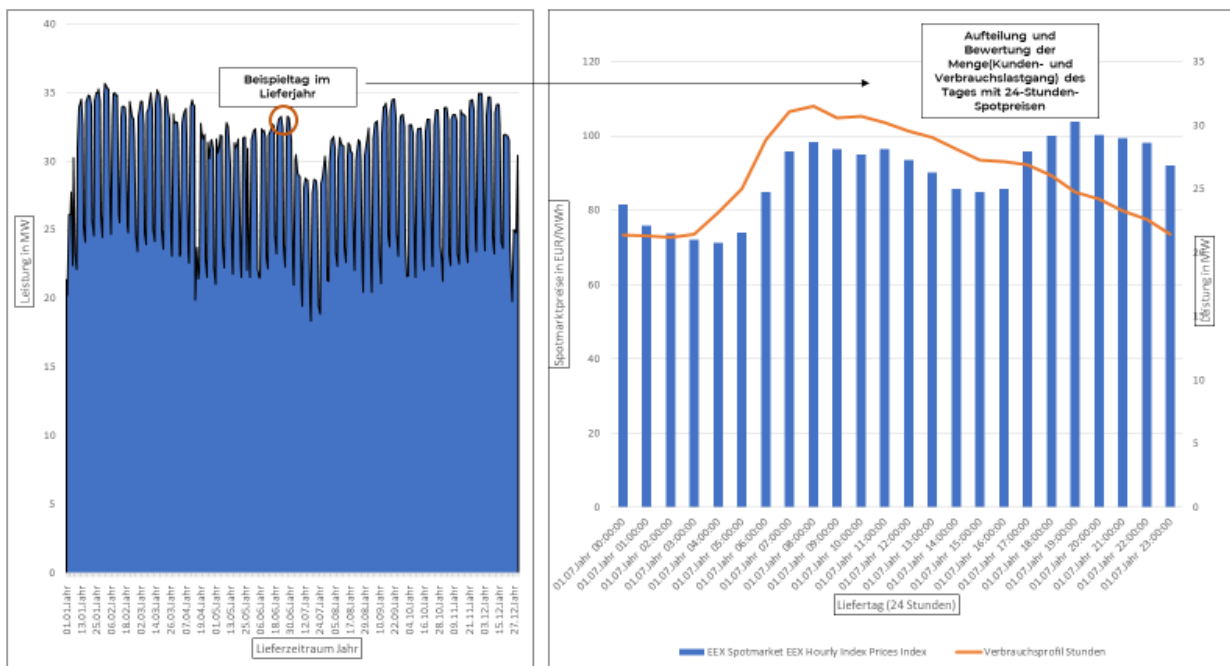 40
35
30
25
20
15
10
5
0
Leistung in MW
Beispieltag im
Lieferjahr
01.01.Jahr
13.01.Jahr
25.01.Jahr
06.02.Jahr
18.02.Jahr
02.03.Jahr
14.03.Jahr
26.03.Jahr
07.04.Jahr
19.04.Jahr
01.05.Jahr
13.05.Jahr
25.05.Jahr
06.06.Jahr
18.06.Jahr
30.06.Jahr
12.07.Jahr
24.07.Jahr
05.08.Jahr
17.08.Jahr
29.08.Jahr
10.09.Jahr
22.09.Jahr
04.10.Jahr
16.10.Jahr
28.10.Jahr
09.11.Jahr
21.11.Jahr
03.12.Jahr
15.12.Jahr
27.12.Jahr
Lieferzeitraum Jahr
Aufteilung und
Bewertung der
Menge(Kunden- und
Verbrauchslastgang) des
Tages mit 24-Stunden-
Spotpreisen
120
100
80
60
40
20
0
Spotmarktpreise in EUR/MWh
35
30
25
20
15
10
5
0
Leistung in MW
01.07.Jahr 00:00:00
01.07.Jahr 01:00:00
01.07.Jahr 02:00:00
01.07.Jahr 03:00:00
01.07.Jahr 04:00:00
01.07.Jahr 05:00:00
01.07.Jahr 06:00:00
01.07.Jahr 07:00:00
01.07.Jahr 08:00:00
01.07.Jahr 09:00:00
01.07.Jahr 10:00:00
01.07.Jahr 11:00:00
01.07.Jahr 12:00:00
01.07.Jahr 13:00:00
01.07.Jahr 14:00:00
01.07.Jahr 15:00:00
01.07.Jahr 16:00:00
01.07.Jahr 17:00:00
01.07.Jahr 18:00:00
01.07.Jahr 19:00:00
01.07.Jahr 20:00:00
01.07.Jahr 21:00:00
01.07.Jahr 22:00:00
01.07.Jahr 23:00:00
Liefertag (24 Stunden)
EEX Spotmarket EEX Hourly Index Prices Index
Verbrauchsprofil Stunden